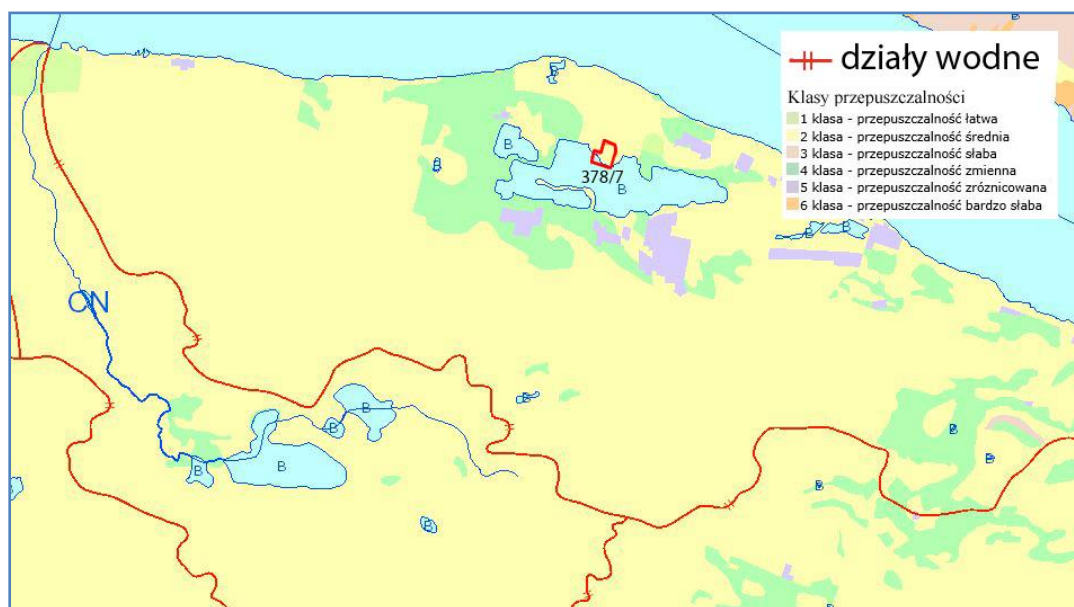 działy wodne
Klasy przepuszczalności
1 klasa - przepuszczalność łatwa
2 klasa - przepuszczalność średnia
3 klasa - przepuszczalność słaba
4 klasa - przepuszczalność zmienna
5 klasa - przepuszczalność zróznicowana
6 klasa - przepuszczalność bardzo słaba
B
B
B
378/7
B
B
B
B
ON
B
B
B
B
B
B
B
B
B
B